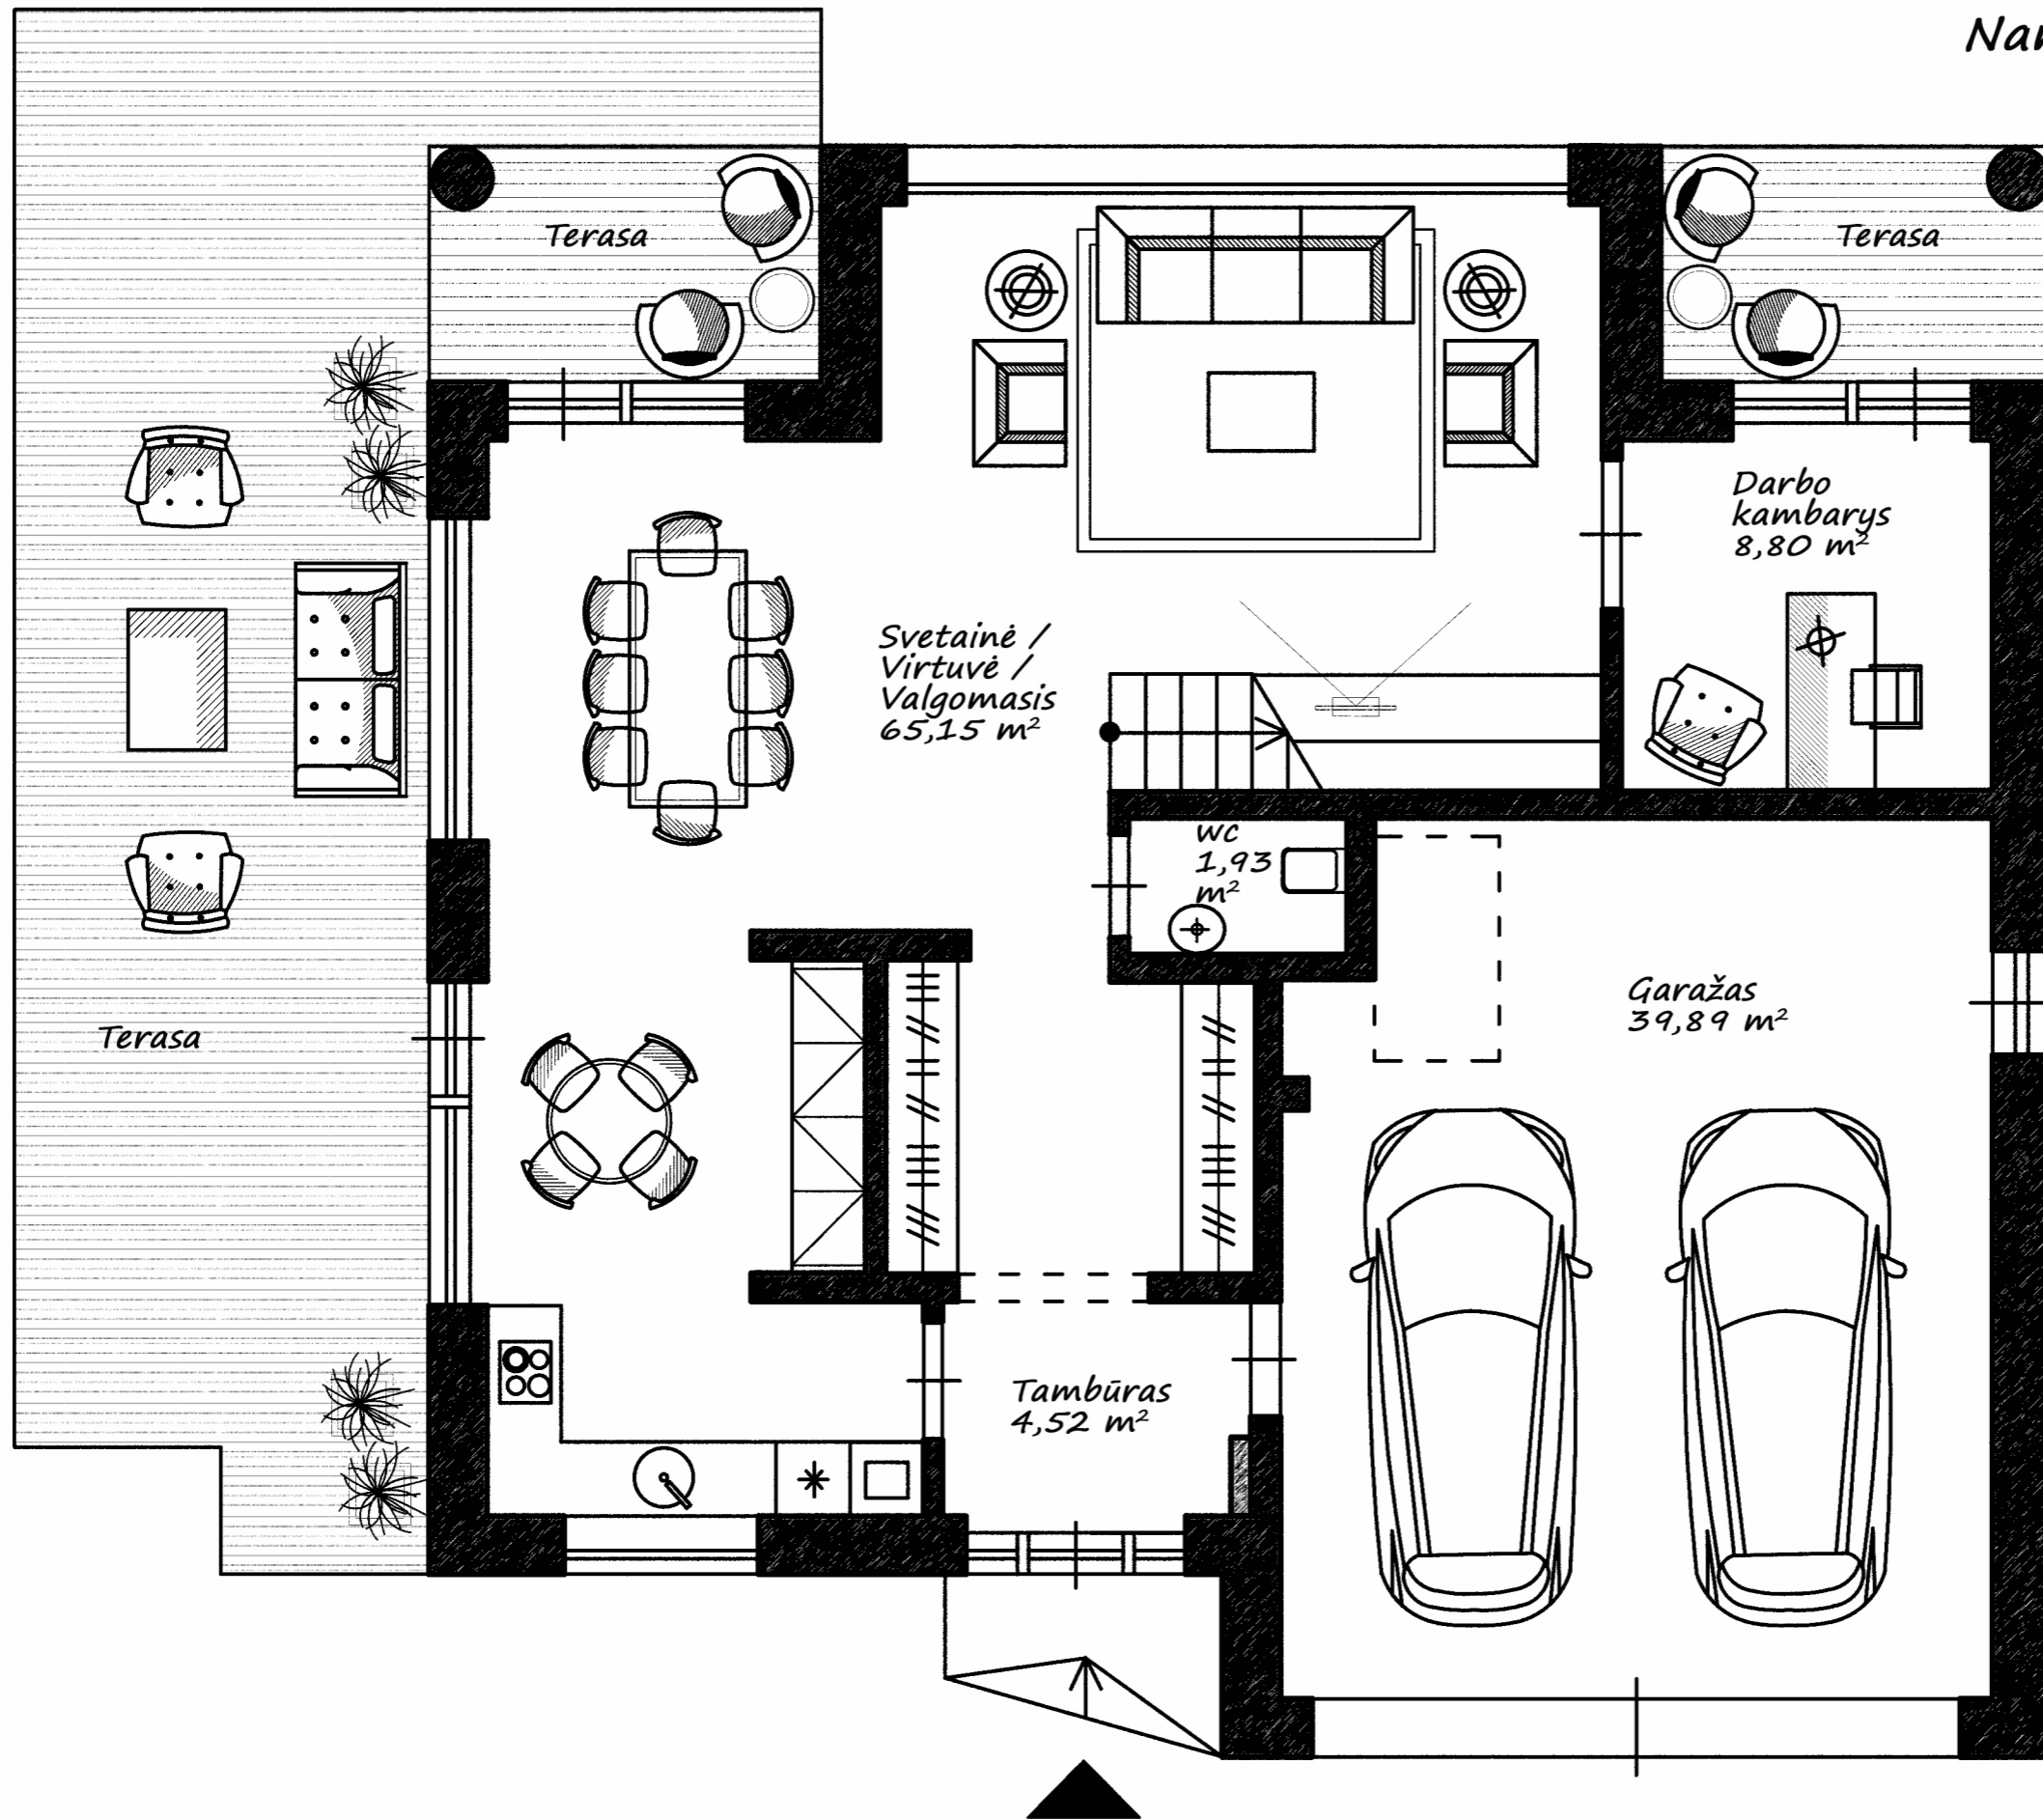 Terasa
Terasa
Darbo
kambarys
8,80 m²
Svetainė /
Virtuvė /
Valgomasis
65,15 m²
WC
1,93
m²
Garažas
39,89 m²
Terasa
Tambūras
4,52 m²